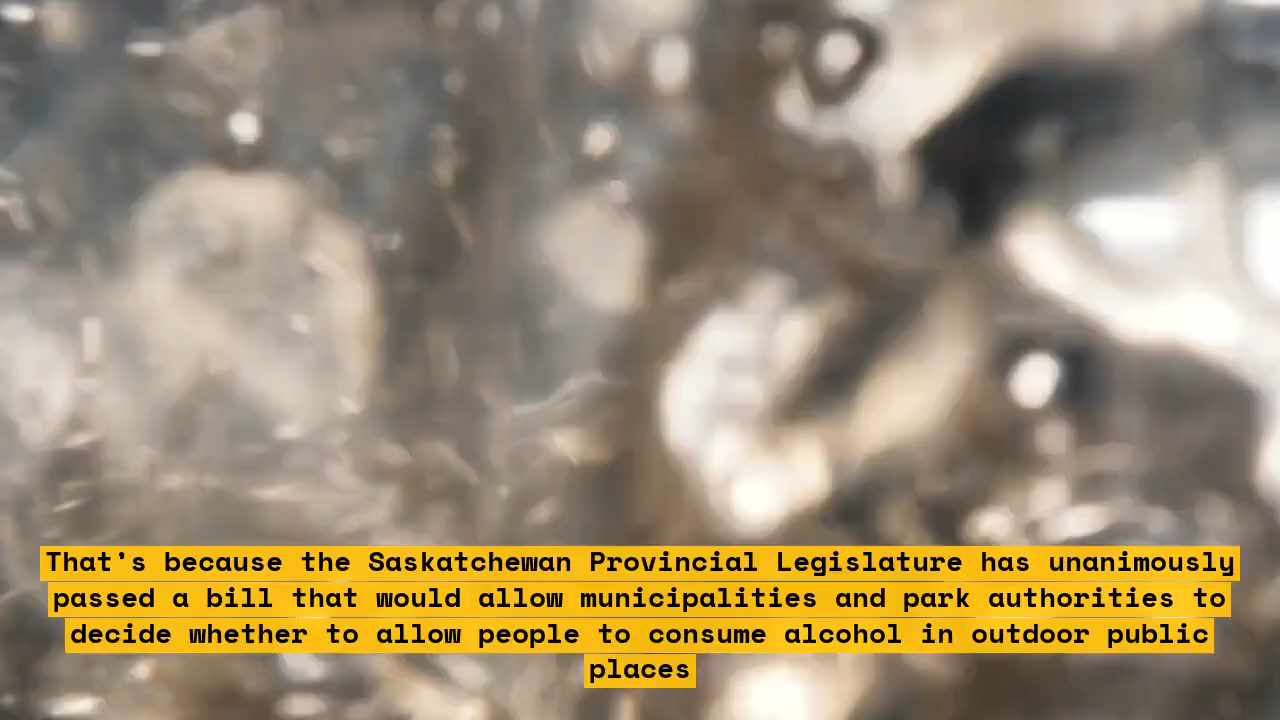 That's because the Saskatchewan Provincial Legislature has unanimously
passed a bill that would allow municipalities and park authorities to
decide whether to allow people to consume alcohol in outdoor public
places